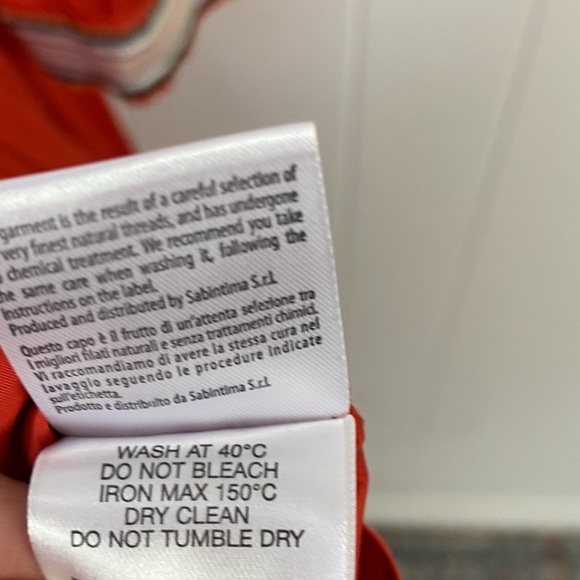 garment is the result of a careful selection of
very finest natural threads, and has undergone
chemical treatment. We recommend you take
the same care when washing it, following the
instructions on the label.
Produced and distributed by Sabintima S.r.l.
Questo capo è il frutto di un'attenta selezione tra
i migliori filati naturali e senza trattamenti chimici.
Vi raccomandiamo di avere la stessa cura nel
lavaggio seguendo le procedure indicate
sull'etichetta.
Prodotto e distribuito da Sabintima S.r.l.
WASH AT 40°C
DO NOT BLEACH
IRON MAX 150°C
DRY CLEAN
DO NOT TUMBLE DRY